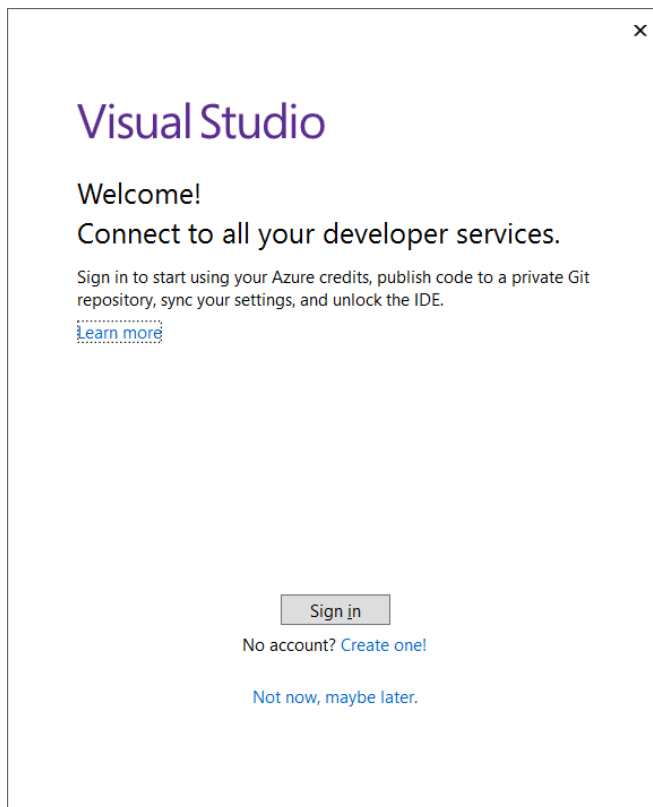 Visual Studio
Welcome!
Connect to all your developer services.
Sign in to start using your Azure credits, publish code to a private Git
repository, sync your settings, and unlock the IDE.
Learn more
Sign in
No account? Create one!
Not now, maybe later.